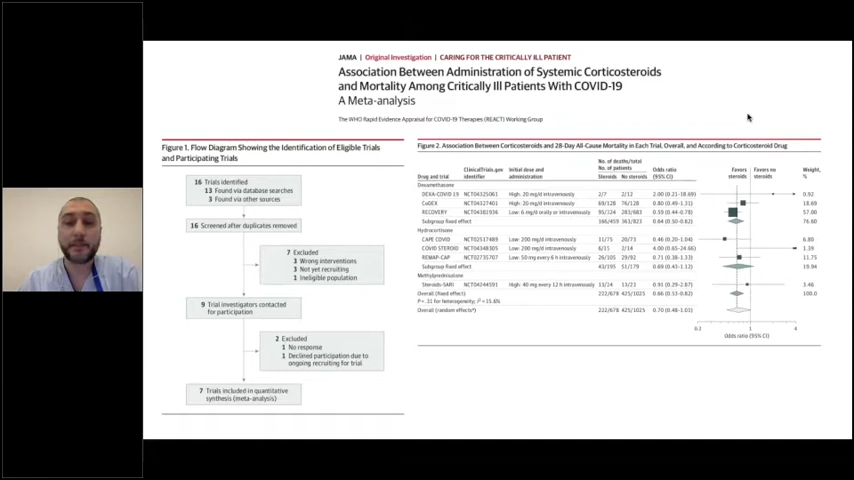 JAMA | Original Investigation | CARING FOR THE CRITICALLY ILL PATIENT
Association Between Administration of Systemic Corticosteroids
and Mortality Among Critically Ill Patients With COVID-19
A Meta-analysis
The WHO Rapid Evidence Appraisal for COVID-19 Therapies (REACT) Working Group
Figure 1. Flow Diagram Showing the Identification of Eligible Trials
and Participating Trials
16 Trials identified
13 Found via database searches
3 Found via other sources
16 Screened after duplicates removed
7 Excluded
3 Wrong interventions
3 Not yet recruiting
1 Ineligible population
9 Trial investigators contacted
for participation
2 Excluded
1 No response
1 Declined participation due to
ongoing recruiting for trial
7 Trials included in quantitative
synthesis (meta-analysis)
Figure 2. Association Between Corticosteroids and 28-Day All-Cause Mortality in Each Trial, Overall, and According to Corticosteroid Drug
No. of deaths/total
No. of patients
Drug and trial ClinicalTrials.gov identifier Initial dose and administration Steroids No steroids Odds ratio (95% CI) Favors steroids Favors no steroids Weight, %
Dexamethasone
DEXA-COVID 19 NCT04325061 High: 20 mg/d intravenously 2/7 2/12 2.00 (0.21-18.69) 0.92
CoDEX NCT04327401 High: 20 mg/d intravenously 69/128 76/128 0.80 (0.49-1.31) 18.69
RECOVERY NCT04381936 Low: 6 mg/d orally or intravenously 95/324 283/683 0.59 (0.44-0.78) 57.00
Subgroup fixed effect 166/459 361/823 0.64 (0.50-0.82) 76.60
Hydrocortisone
CAPE COVID NCT02517489 Low: 200 mg/d intravenously 11/75 20/73 0.46 (0.20-1.04) 6.80
COVID STEROID NCT04348305 Low: 200 mg/d intravenously 6/15 2/14 4.00 (0.65-24.66) 1.39
REMAP-CAP NCT02735707 Low: 50 mg every 6 h intravenously 26/105 29/92 0.71 (0.38-1.33) 11.75
Subgroup fixed effect 43/195 51/179 0.69 (0.43-1.12) 19.94
Methylprednisolone
Steroids-SARI NCT04244591 High: 40 mg every 12 h intravenously 13/24 13/23 0.91 (0.29-2.87) 3.46
Overall (fixed effect) 222/678 425/1025 0.66 (0.53-0.82) 100.0
P = .31 for heterogeneity; I² = 15.6%
Overall (random effects*) 222/678 425/1025 0.70 (0.48-1.01)
0.2 1 4
Odds ratio (95% CI)